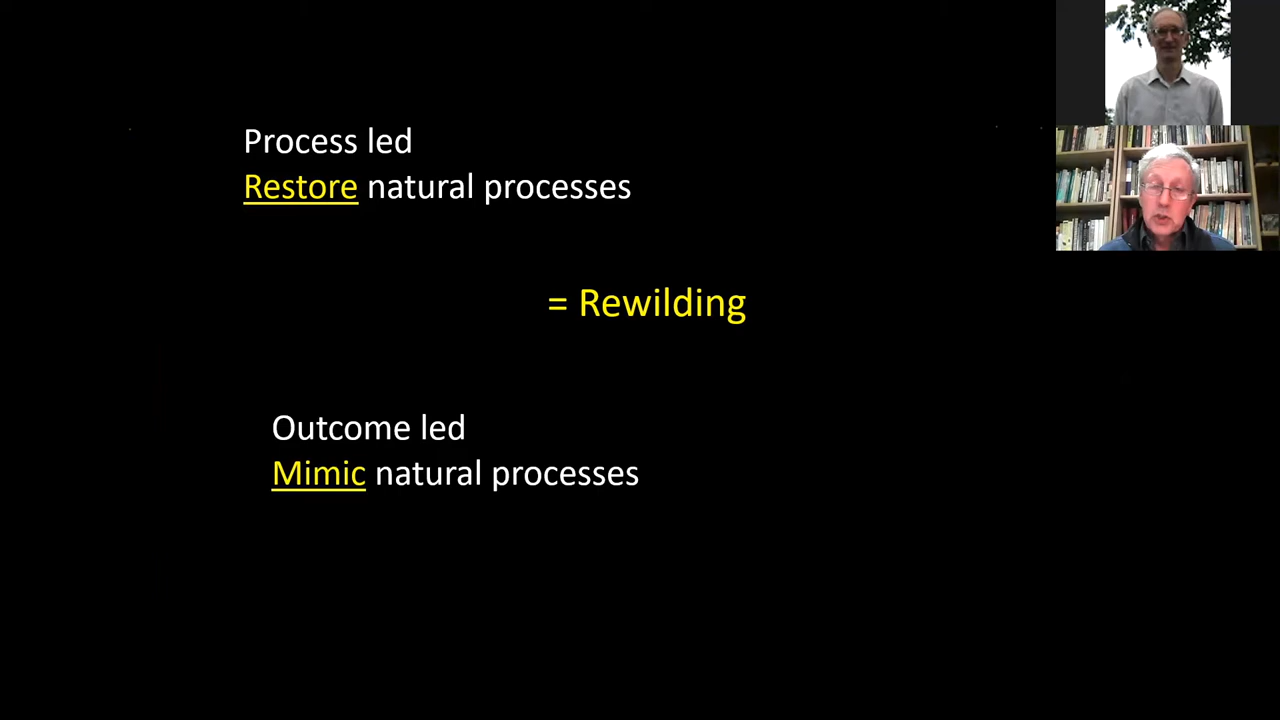 Process led
Restore natural processes
= Rewilding
Outcome led
Mimic natural processes